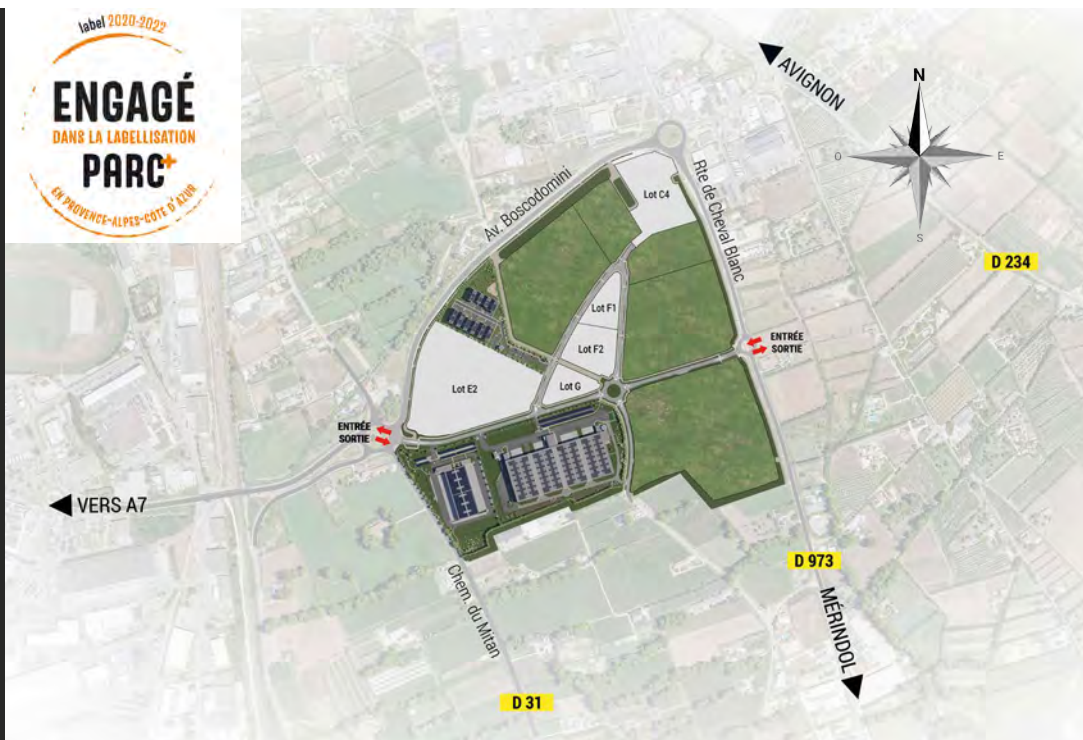 label 2020-2022
ENGAGÉ
DANS LA LABELLISATION
PARC+
EN PROVENCE-ALPES-CÔTE D'AZUR
AVIGNON
N
O
E
S
Av. Boscodomini
Rte de Cheval Blanc
Lot C4
D 234
Lot F1
Lot F2
ENTRÉE
SORTIE
Lot E2
Lot G
ENTRÉE
SORTIE
VERS A7
D 973
Chem. du Mitan
MÉRINDOL
D 31